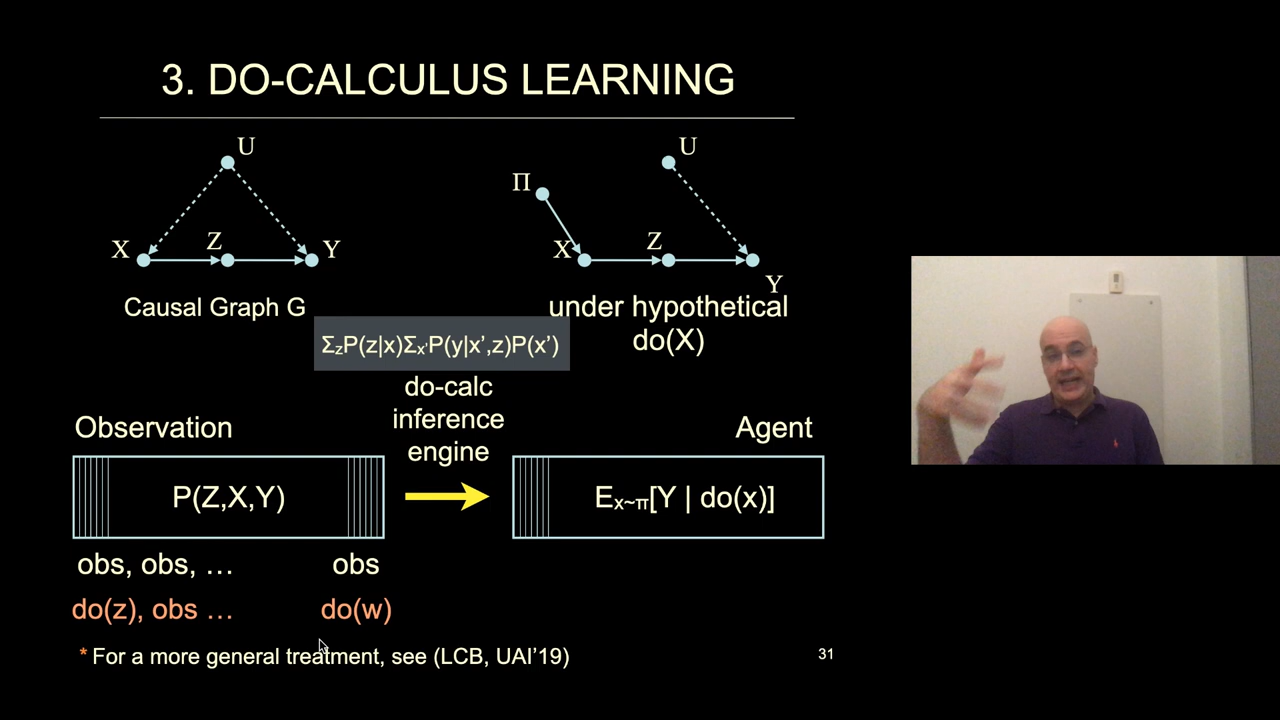 3. DO-CALCULUS LEARNING
U
X
Z
Y
Causal Graph G
U
Π
X
Z
Y
under hypothetical
do(X)
ΣzP(z|x)Σx'P(y|x’,z)P(x’)
do-calc
inference
engine
Observation
Agent
P(Z,X,Y)
Ex~π[Y | do(x)]
obs, obs, …
obs
do(z), obs …
do(w)
* For a more general treatment, see (LCB, UAI’19)
31